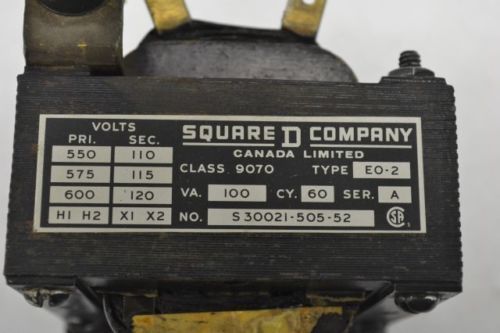 VOLTS
PRI. SEC.
550 110
575 115
600 120
H1 H2 X1 X2
SQUARE D COMPANY
CANADA LIMITED
CLASS 9070 TYPE EO-2
VA. 100 CY. 60 SER. A
NO. S30021-505-52